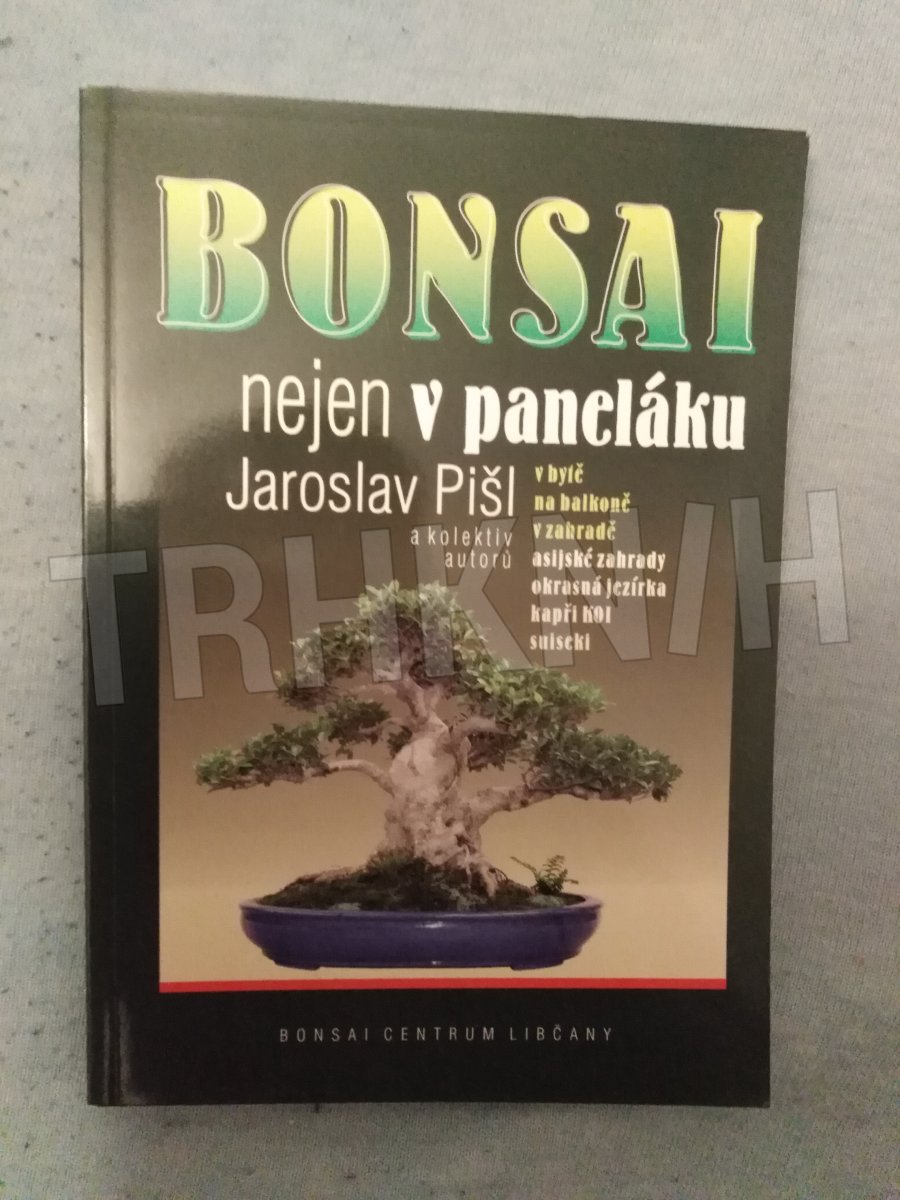 BONSAI
nejen v paneláku
Jaroslav Pišl
a kolektiv
autorů
v bytě
na balkoně
v zahradě
asijské zahrady
okrasná jezírka
kapři KOI
suiseki
TRHKNIH
BONSAI CENTRUM LIBČANY